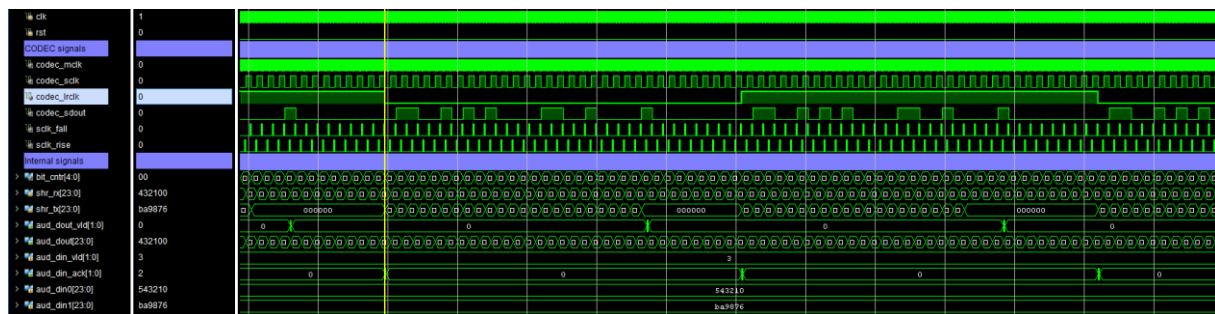 clk 1
rst 0
CODEC signals
codec_mclk 0
codec_sclk 0
codec_lrclk 0
codec_sdout 0
sclk_fall 0
sclk_rise 0
Internal signals
bit_cntr[4:0] 00
shr_rx[23:0] 432100
shr_tx[23:0] ba9876 000000 000000 000000
aud_dout_vld[1:0] 0 0 0 0 0
aud_dout[23:0] 432100
aud_din_vld[1:0] 3 3
aud_din_ack[1:0] 2 0 0 0 0
aud_din0[23:0] 543210 543210
aud_din1[23:0] ba9876 ba9876